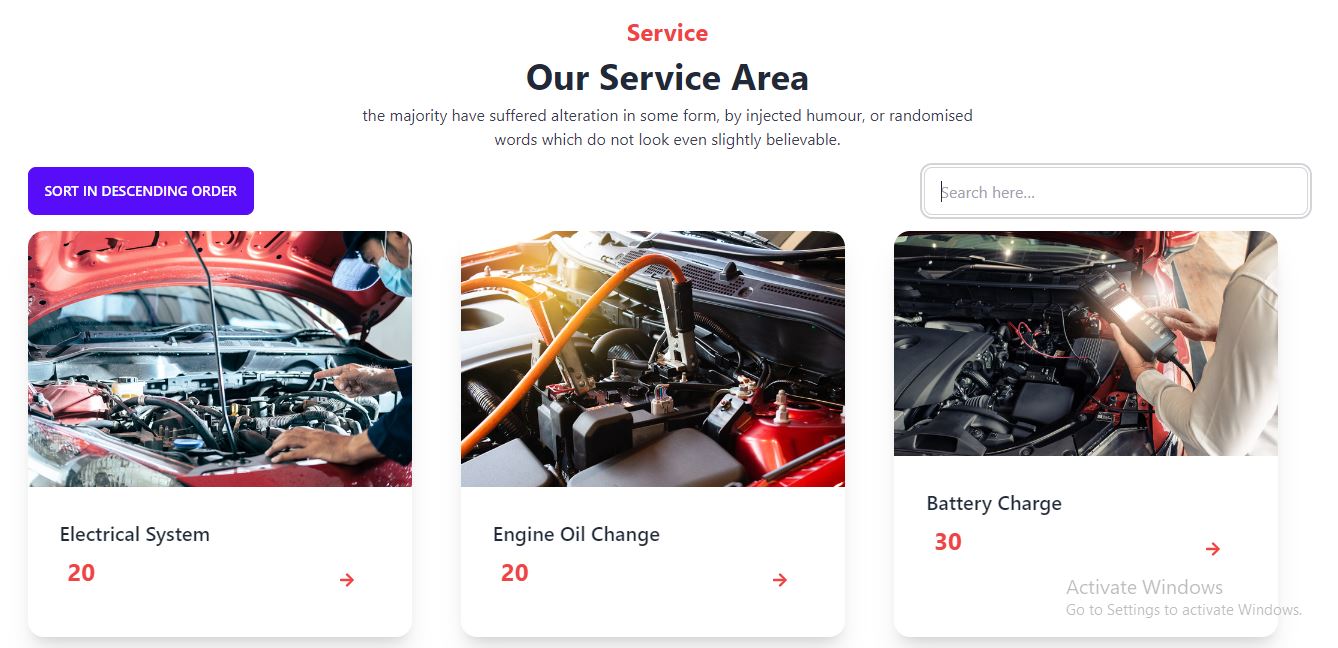 Service
Our Service Area
the majority have suffered alteration in some form, by injected humour, or randomised
words which do not look even slightly believable.
SORT IN DESCENDING ORDER
Search here...
Electrical System
20
Engine Oil Change
20
Battery Charge
30
Activate Windows
Go to Settings to activate Windows.